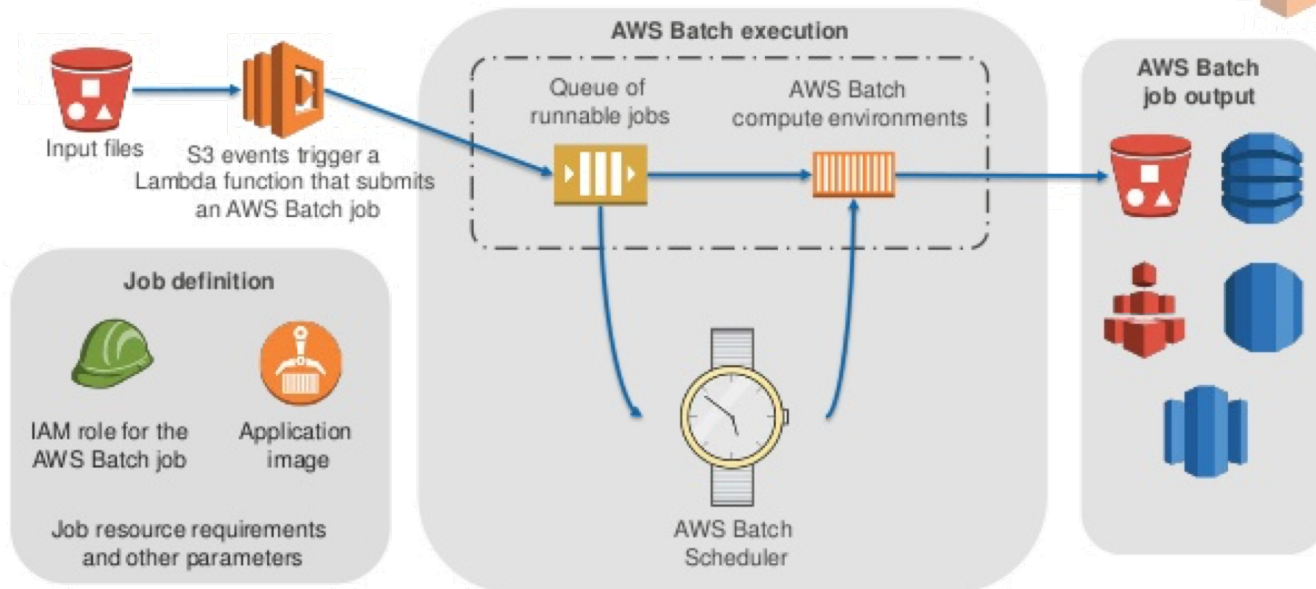 AWS Batch execution
Queue of
runnable jobs
AWS Batch
compute environments
AWS Batch
job output
Input files
S3 events trigger a
Lambda function that submits
an AWS Batch job
Job definition
IAM role for the
AWS Batch job
Application
image
Job resource requirements
and other parameters
AWS Batch
Scheduler